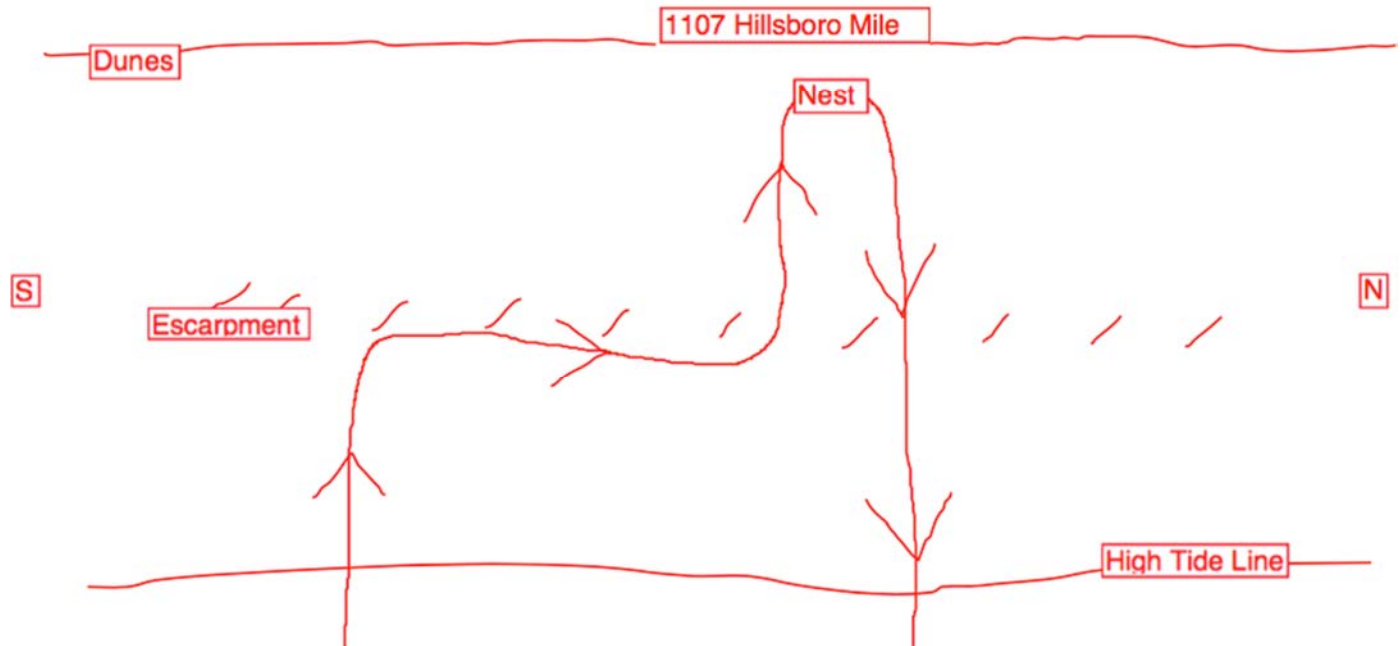 1107 Hillsboro Mile
Dunes
Nest
S
N
Escarpment
High Tide Line